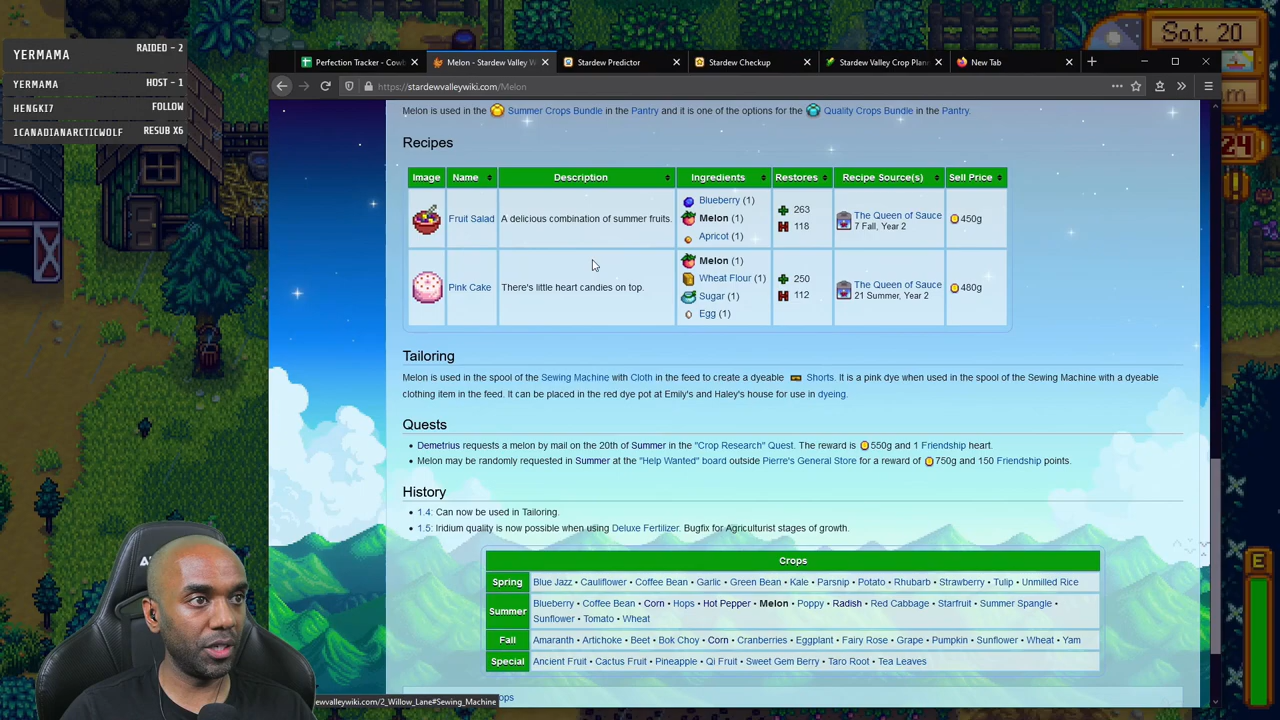 YERMAMA
RAIDED - 2
YERMAMA
HOST - 1
HENGKI7
FOLLOW
1CANADIANARCTICWOLF
RESUB X6
Sat. 20
Perfection Tracker - Cowb
Melon - Stardew Valley W
Stardew Predictor
Stardew Checkup
Stardew Valley Crop Plann
New Tab
https://stardewvalleywiki.com/Melon
Melon is used in the Summer Crops Bundle in the Pantry and it is one of the options for the Quality Crops Bundle in the Pantry.
Recipes
Image Name Description Ingredients Restores Recipe Source(s) Sell Price
Fruit Salad
A delicious combination of summer fruits.
Blueberry (1)
Melon (1)
Apricot (1)
263
118
The Queen of Sauce
7 Fall, Year 2
450g
Pink Cake
There's little heart candies on top.
Melon (1)
Wheat Flour (1)
Sugar (1)
Egg (1)
250
112
The Queen of Sauce
21 Summer, Year 2
480g
Tailoring
Melon is used in the spool of the Sewing Machine with Cloth in the feed to create a dyeable Shorts. It is a pink dye when used in the spool of the Sewing Machine with a dyeable
clothing item in the feed. It can be placed in the red dye pot at Emily's and Haley's house for use in dyeing.
Quests
• Demetrius requests a melon by mail on the 20th of Summer in the "Crop Research" Quest. The reward is 550g and 1 Friendship heart.
• Melon may be randomly requested in Summer at the "Help Wanted" board outside Pierre's General Store for a reward of 750g and 150 Friendship points.
History
• 1.4: Can now be used in Tailoring.
• 1.5: Iridium quality is now possible when using Deluxe Fertilizer. Bugfix for Agriculturist stages of growth.
Crops
Spring Blue Jazz • Cauliflower • Coffee Bean • Garlic • Green Bean • Kale • Parsnip • Potato • Rhubarb • Strawberry • Tulip • Unmilled Rice
Summer Blueberry • Coffee Bean • Corn • Hops • Hot Pepper • Melon • Poppy • Radish • Red Cabbage • Starfruit • Summer Spangle •
Sunflower • Tomato • Wheat
Fall Amaranth • Artichoke • Beet • Bok Choy • Corn • Cranberries • Eggplant • Fairy Rose • Grape • Pumpkin • Sunflower • Wheat • Yam
Special Ancient Fruit • Cactus Fruit • Pineapple • Qi Fruit • Sweet Gem Berry • Taro Root • Tea Leaves
ewvalleywiki.com/2_Willow_Lane#Sewing_Machine
ops
m
24
E